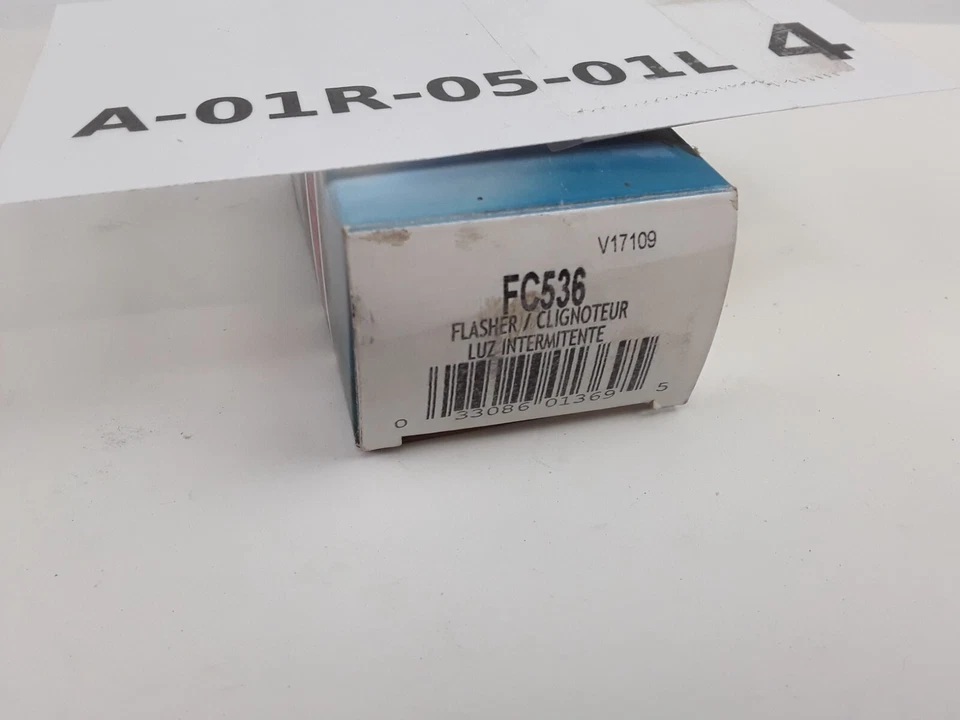 A-01R-05-01L 4
V17109
FC536
FLASHER / CLIGNOTEUR
LUZ INTERMITENTE
0 33086 01369 5